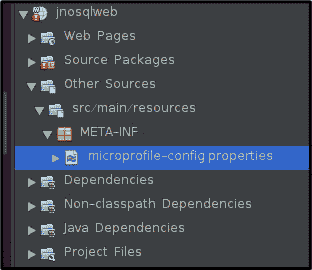 jnosqlweb
Web Pages
Source Packages
Other Sources
src/main/resources
META-INF
microprofile-config.properties
Dependencies
Non-classpath Dependencies
Java Dependencies
Project Files